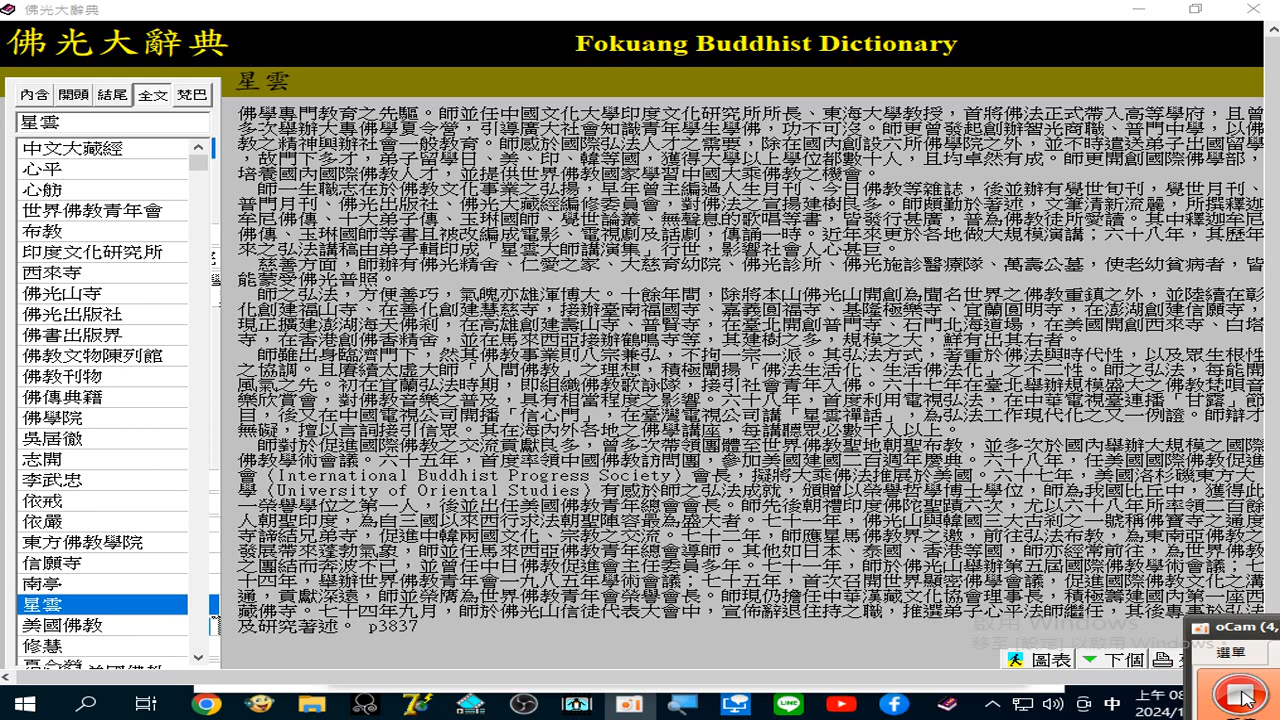 佛光大辭典
佛光大辭典
Fokuang Buddhist Dictionary
星雲
內含 開頭 結尾 全文 梵巴
星雲
中文大藏經
心平
心舫
世界佛教青年會
布教
印度文化研究所
西來寺
佛光山寺
佛光出版社
佛書出版界
佛教文物陳列館
佛教刊物
佛傳典籍
佛學院
吳居徹
志開
李武忠
依戒
依嚴
東方佛教學院
信願寺
南亭
星雲
美國佛教
修慧
佛學專門教育之先驅。師並任中國文化大學印度文化研究所所長、東海大學教授，首將佛法正式帶入高等學府，且曾
多次舉辦大專佛學夏令營，引導廣大社會知識青年學生學佛，功不可沒。師更曾發起創辦智光商職、普門中學，以佛
教之精神興辦社會一般教育。師感於國際弘法人才之需要，除在國內創設六所佛學院之外，並不時遣送弟子出國留學
，故門下多才，弟子留學日、美、印、韓等國，獲得大學以上學位都數十人，且均卓然有成。師更開創國際佛學部，
培養國內國際佛教人才，並提供世界佛教國家學習中國大乘佛教之機會。
師一生職志在於佛教文化事業之弘揚，早年曾主編過人生月刊、今日佛教等雜誌，後並辦有覺世旬刊，覺世月刊、
普門月刊、佛光出版社、佛光大藏經編修委員會，對佛法之宣揚建樹良多。師頗勤於著述，文筆清新流麗，所撰釋迦
牟尼佛傳、十大弟子傳、玉琳國師、覺世論叢、無聲息的歌唱等書，皆發行甚廣，普為佛教徒所愛讀。其中釋迦牟尼
佛傳、玉琳國師等書且被改編成電影、電視劇及話劇，傳誦一時。近年來更於各地做大規模演講；六十八年，其歷年
來之弘法講稿由弟子輯印成「星雲大師講演集」行世，影響社會人心甚巨。
慈善方面，師辦有佛光精舍、仁愛之家、大慈育幼院、佛光診所、佛光施診醫療隊、萬壽公墓，使老幼貧病者，皆
能蒙受佛光普照。
師之弘法，方便善巧，氣魄亦雄渾博大。十餘年間，除將本山佛光山開創為聞名世界之佛教重鎮之外，並陸續在彰
化創建福山寺、在善化創建慧慈寺，接辦臺南福國寺、嘉義圓福寺、基隆極樂寺、宜蘭圓明寺，在澎湖創建信願寺，
現正擴建澎湖海天佛剎，在高雄創建壽山寺、普賢寺，在臺北開創普門寺、石門北海道場，在美國開創西來寺、白塔
寺，在香港創佛香精舍，並在馬來西亞接辦鶴鳴寺等，其建樹之多，規模之大，鮮有出其右者。
師雖出身臨濟門下，然其佛教事業則八宗兼弘，不拘一宗一派。其弘法方式，著重於佛法與時代性，以及眾生根性
之協調。且賡續太虛大師「人間佛教」之理想，積極闡揚「佛法生活化、生活佛法化」之不二性。師之弘法，每能開
風氣之先。初在宜蘭弘法時期，即組織佛教歌詠隊，接引社會青年入佛。六十七年在臺北舉辦規模盛大之佛教梵唄音
樂欣賞會，對佛教音樂之普及，具有相當程度之影響。六十八年，首度利用電視弘法，在中華電視臺連播「甘露」節
目，後又在中國電視公司開播「信心門」，在臺灣電視公司講「星雲禪話」，為弘法工作現代化之又一例證。師辯才
無礙，擅以言詞接引信眾。其在海內外各地之佛學講座，每講聽眾必數千人以上。
師對於促進國際佛教之交流貢獻良多，曾多次帶領團體至世界佛教聖地朝聖布教，並多次於國內舉辦大規模之國際
佛教學術會議。六十五年，首度率領中國佛教訪問團，參加美國建國二百週年慶典。六十八年，任美國國際佛教促進
會（International Buddhist Progress Society）會長，擬將大乘佛法推展於美國。六十七年，美國洛杉磯東方大
學（University of Oriental Studies）有感於師之弘法成就，頒贈以榮譽哲學博士學位，師為我國比丘中，獲得此
一榮譽學位之第一人，後並出任美國佛教青年總會會長。師先後朝禮印度佛陀聖蹟六次，尤以六十八年所率領二百餘
人朝聖印度，為自三國以來西行求法朝聖陣容最為盛大者。七十一年，佛光山與韓國三大古剎之一號稱佛寶寺之通度
寺諦結兄弟寺，促進中韓兩國文化、宗教之交流。七十二年，師應星馬佛教界之邀，前往弘法布教，為東南亞佛教之
發展帶來蓬勃氣象，師並任馬來西亞佛教青年總會導師。其他如日本、泰國、香港等國，師亦經常前往，為世界佛教
之團結而奔波不已，並曾任中日佛教促進會主任委員多年。七十一年，師於佛光山舉辦第五屆國際佛學術會議；七
十四年，舉辦世界佛教青年會一九八五年學術會議；七十五年，首次召開世界顯密佛學會議，促進國際佛教文化之溝
通，貢獻深遠，師並榮膺為世界佛教青年會榮譽會長。師現仍擔任中華漢藏文化協會理事長，積極籌建國內第一座西
藏佛寺。七十四年九月，師於佛光山信徒代表大會中，宣佈辭退住持之職，推選弟子心平法師繼任，其後專事於弘法
及研究著述。 p3837
啟用 Windows
移至 [設定] 以啟用 Windows。
圖表 下個
oCam (4,
選單
中
上午 08
2024/1